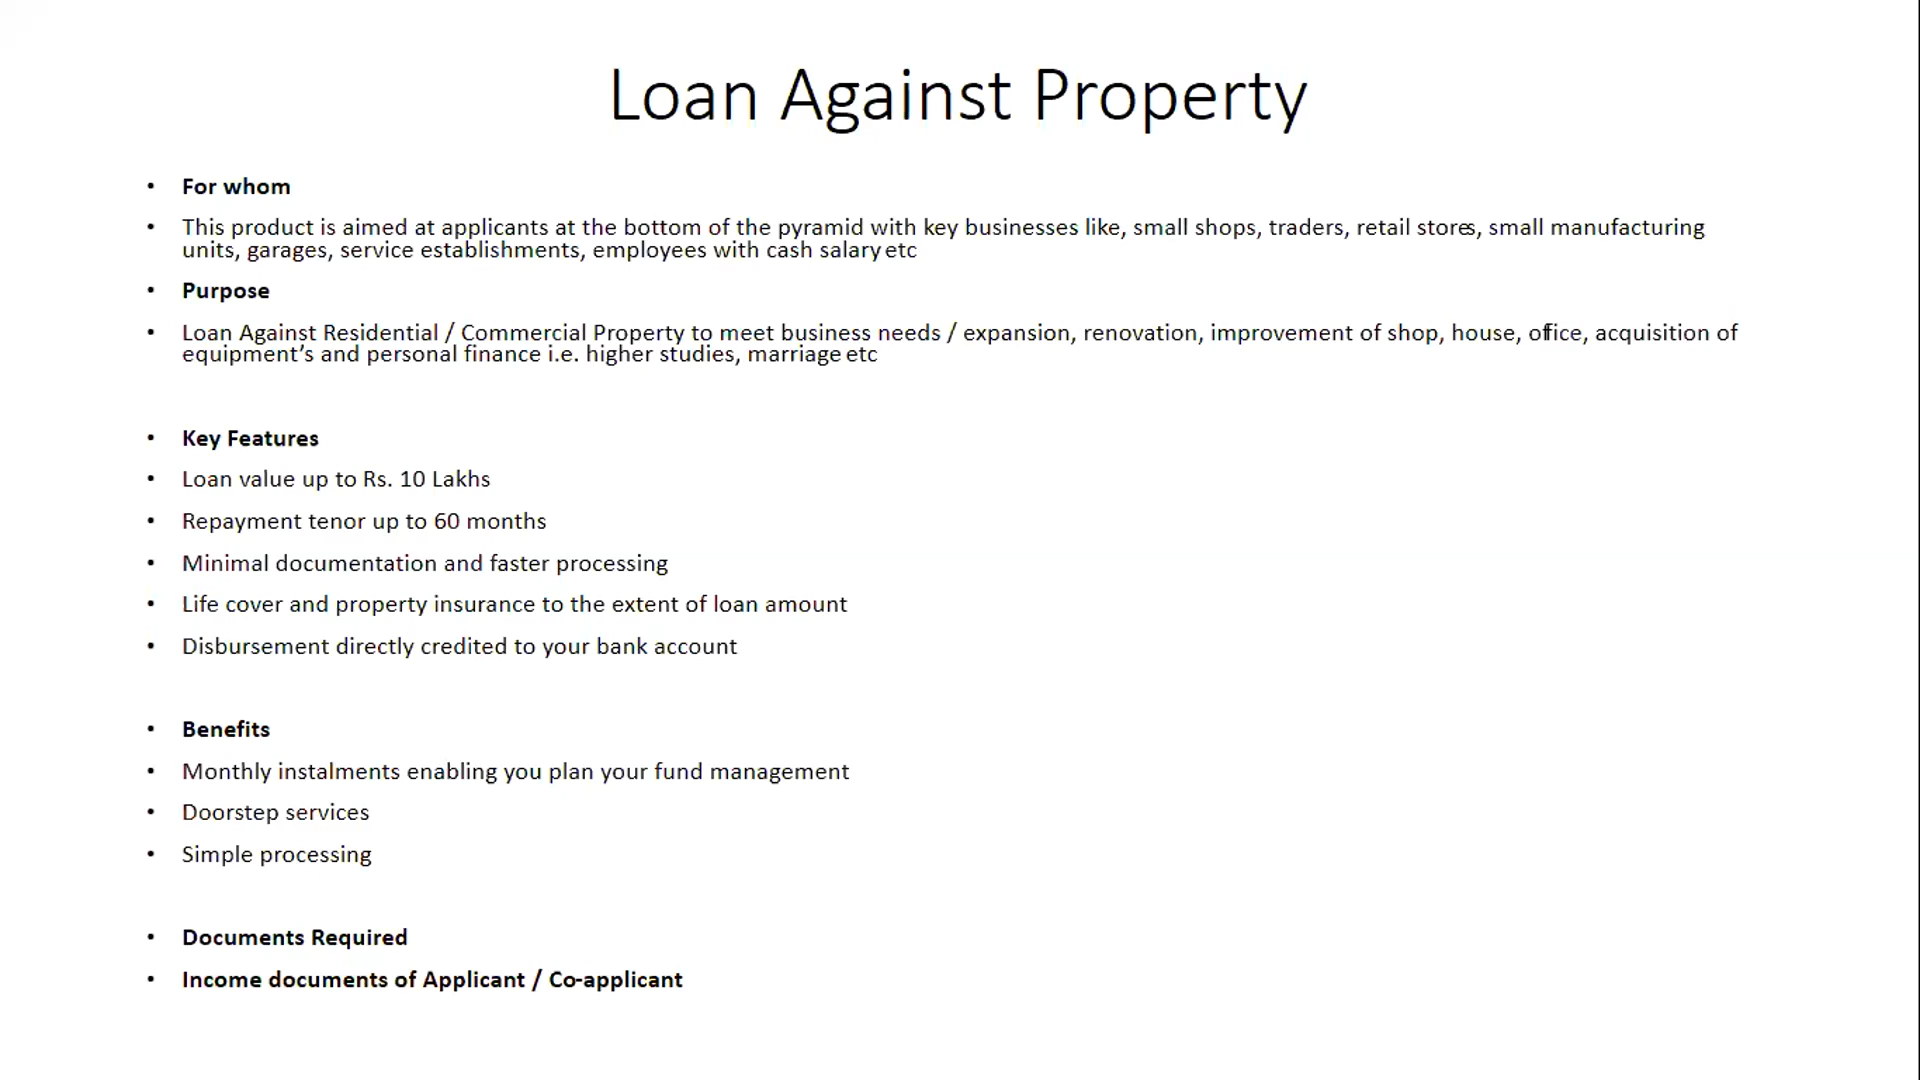 Loan Against Property
• For whom
• This product is aimed at applicants at the bottom of the pyramid with key businesses like, small shops, traders, retail stores, small manufacturing
units, garages, service establishments, employees with cash salary etc
• Purpose
• Loan Against Residential / Commercial Property to meet business needs / expansion, renovation, improvement of shop, house, office, acquisition of
equipment’s and personal finance i.e. higher studies, marriage etc
• Key Features
• Loan value up to Rs. 10 Lakhs
• Repayment tenor up to 60 months
• Minimal documentation and faster processing
• Life cover and property insurance to the extent of loan amount
• Disbursement directly credited to your bank account
• Benefits
• Monthly instalments enabling you plan your fund management
• Doorstep services
• Simple processing
• Documents Required
• Income documents of Applicant / Co-applicant